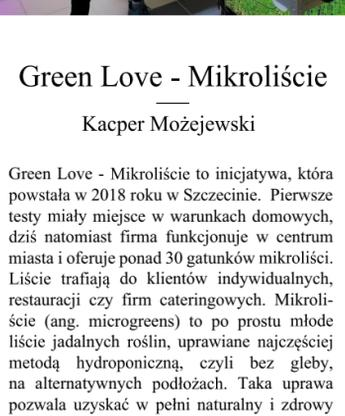 Green Love - Mikroliście
Kacper Możejewski
Green Love - Mikroliście to inicjatywa, która
powstała w 2018 roku w Szczecinie. Pierwsze
testy miały miejsce w warunkach domowych,
dziś natomiast firma funkcjonuje w centrum
miasta i oferuje ponad 30 gatunków mikroliści.
Liście trafiają do klientów indywidualnych,
restauracji czy firm cateringowych. Mikroli-
ście (ang. microgreens) to po prostu młode
liście jadalnych roślin, uprawiane najczęściej
metodą hydroponiczną, czyli bez gleby,
na alternatywnych podłożach. Taka uprawa
pozwala uzyskać w pełni naturalny i zdrowy